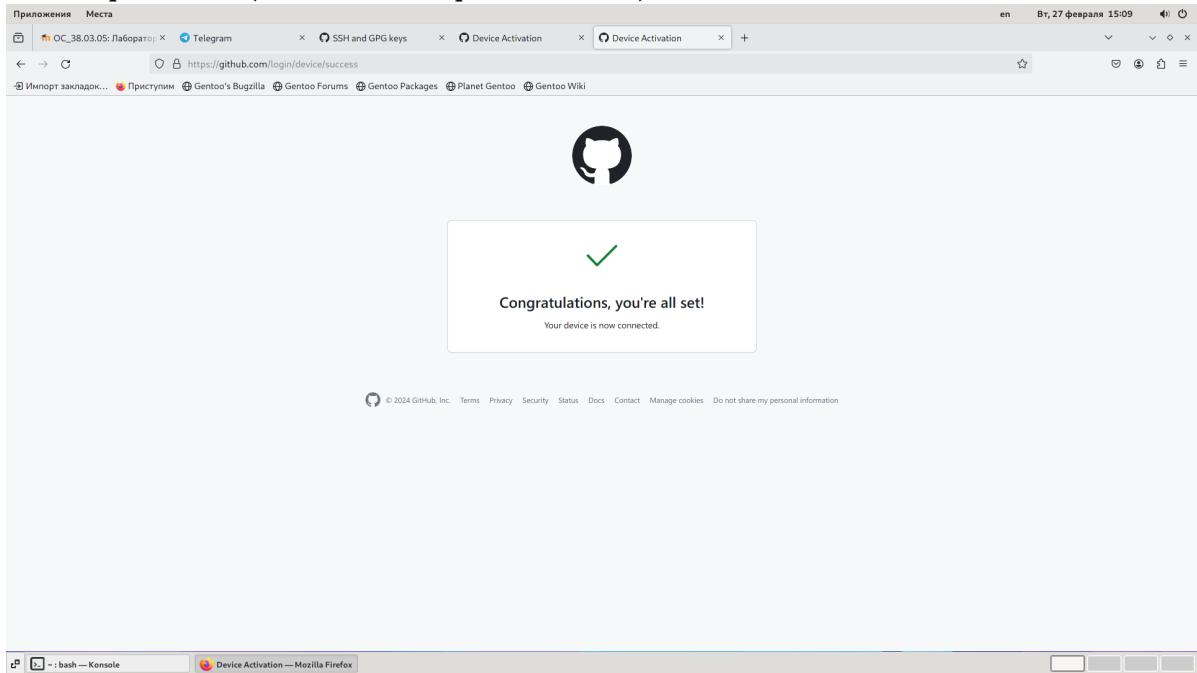 Приложения Места en Вт, 27 февраля 15:09
ОС_38.03.05: Лаборатор Telegram SSH and GPG keys Device Activation Device Activation
https://github.com/login/device/success
Импорт закладок... Приступим Gentoo's Bugzilla Gentoo Forums Gentoo Packages Planet Gentoo Gentoo Wiki
Congratulations, you're all set!
Your device is now connected.
© 2024 GitHub, Inc. Terms Privacy Security Status Docs Contact Manage cookies Do not share my personal information
~ : bash — Konsole Device Activation — Mozilla Firefox